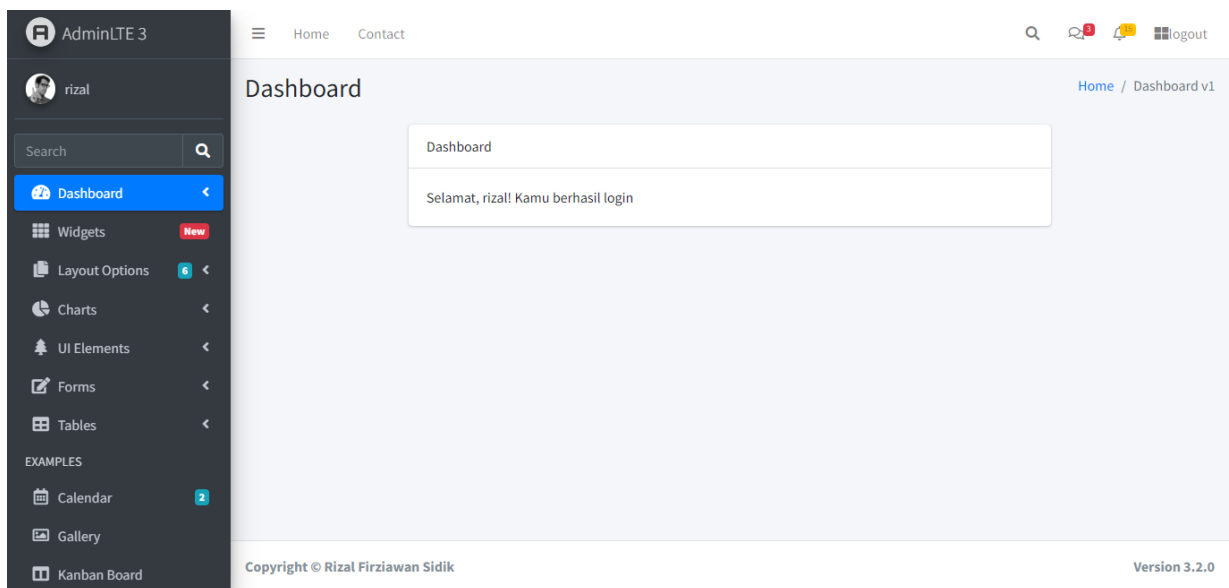 AdminLTE 3
Home Contact
3
15
logout
rizal
Dashboard
Home / Dashboard v1
Search
Dashboard
Selamat, rizal! Kamu berhasil login
Dashboard
Widgets New
Layout Options 6
Charts
UI Elements
Forms
Tables
EXAMPLES
Calendar 2
Gallery
Kanban Board
Copyright © Rizal Firziawan Sidik
Version 3.2.0